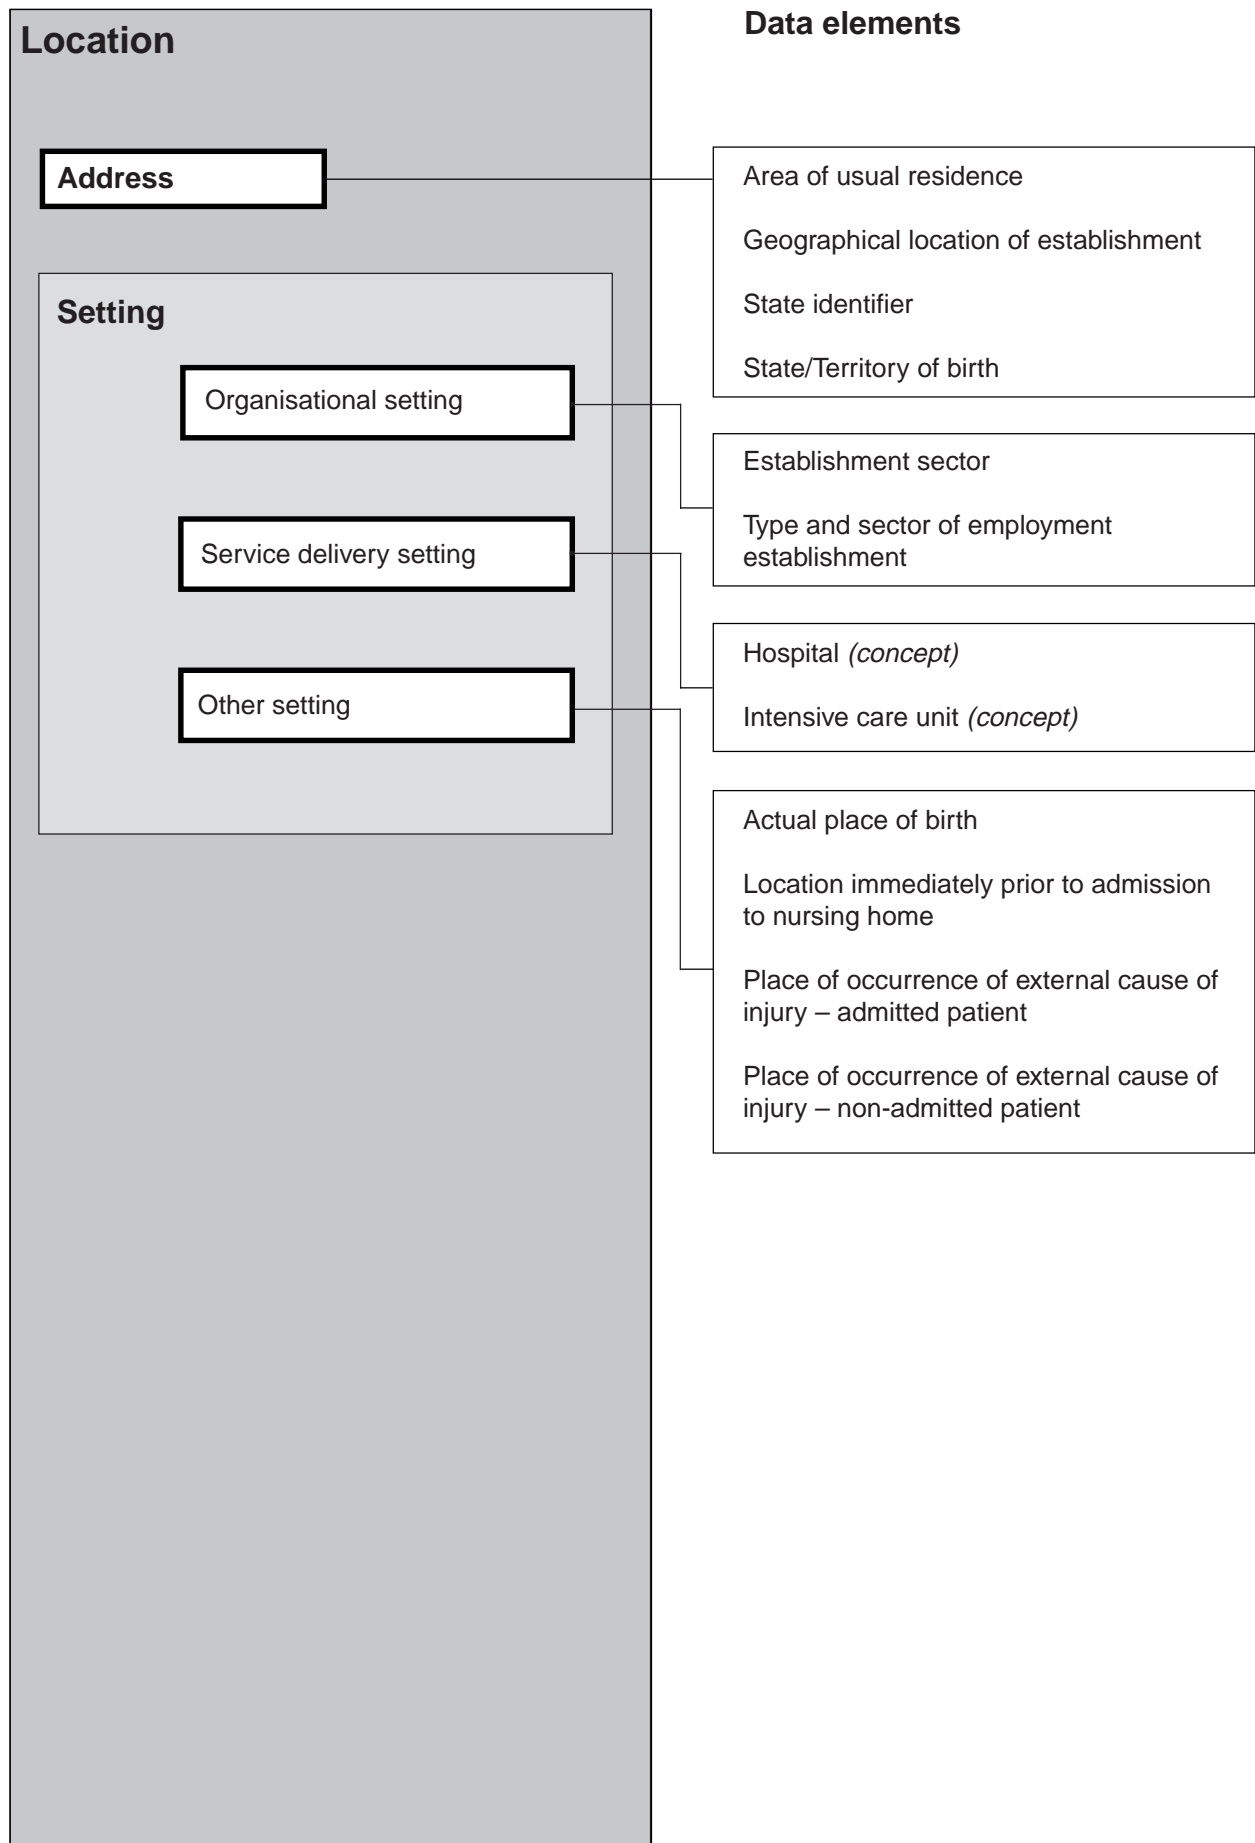 Location
Data elements
Address
Area of usual residence
Geographical location of establishment
State identifier
State/Territory of birth
Setting
Organisational setting
Establishment sector
Type and sector of employment
establishment
Service delivery setting
Hospital (concept)
Intensive care unit (concept)
Other setting
Actual place of birth
Location immediately prior to admission
to nursing home
Place of occurrence of external cause of
injury – admitted patient
Place of occurrence of external cause of
injury – non-admitted patient